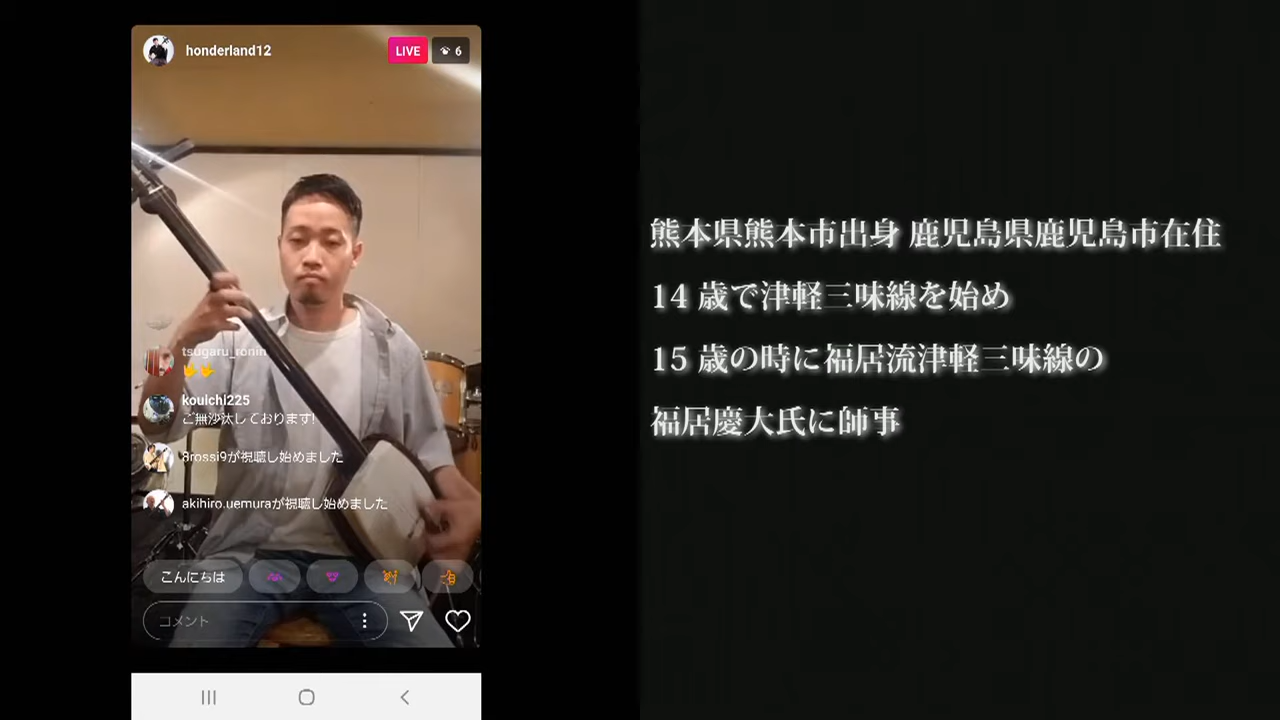 honderland12
LIVE
6
tsugaru_ronin
kouichi225
ご無沙汰しております!
8rossi9が視聴し始めました
akihiro.uemuraが視聴し始めました
こんにちは
コメント
熊本県熊本市出身 鹿児島県鹿児島市在住
14 歳で津軽三味線を始め
15 歳の時に福居流津軽三味線の
福居慶大氏に師事